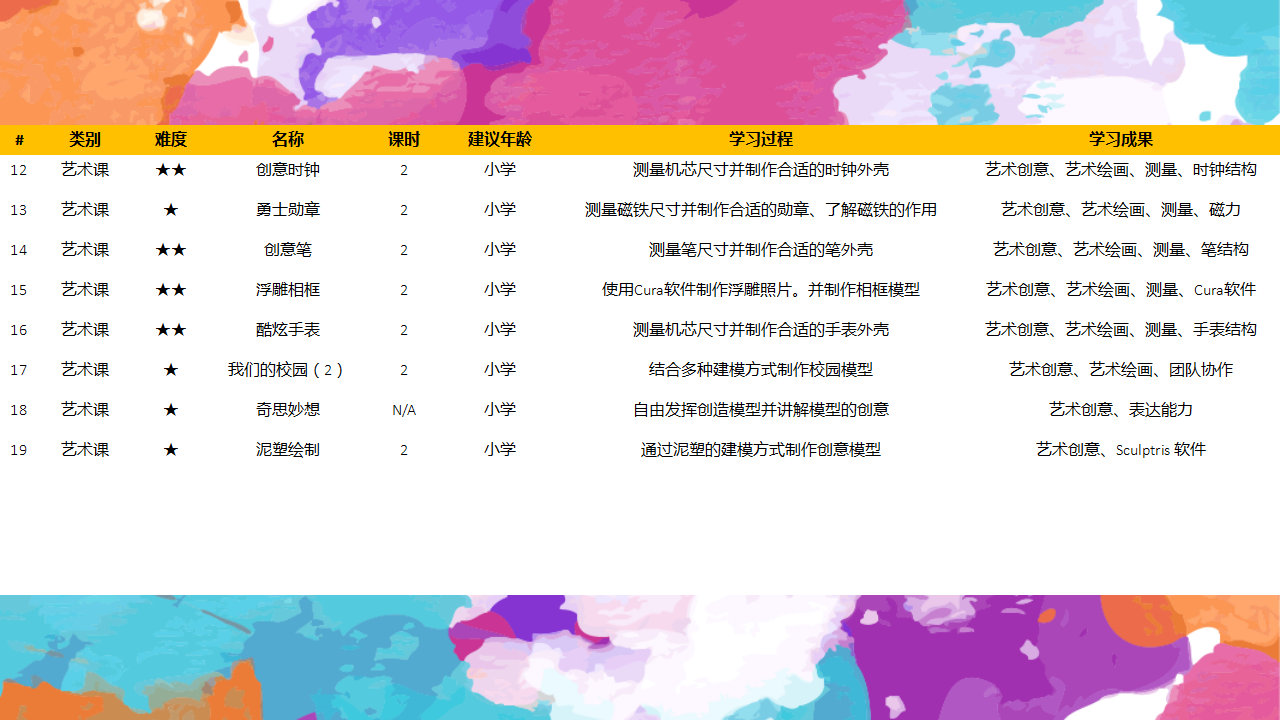 # 类别 难度 名称 课时 建议年龄 学习过程 学习成果
12 艺术课 ★★ 创意时钟 2 小学 测量机芯尺寸并制作合适的时钟外壳 艺术创意、艺术绘画、测量、时钟结构
13 艺术课 ★ 勇士勋章 2 小学 测量磁铁尺寸并制作合适的勋章、了解磁铁的作用 艺术创意、艺术绘画、测量、磁力
14 艺术课 ★★ 创意笔 2 小学 测量笔尺寸并制作合适的笔外壳 艺术创意、艺术绘画、测量、笔结构
15 艺术课 ★★ 浮雕相框 2 小学 使用Cura软件制作浮雕照片。并制作相框模型 艺术创意、艺术绘画、测量、Cura软件
16 艺术课 ★★ 酷炫手表 2 小学 测量机芯尺寸并制作合适的手表外壳 艺术创意、艺术绘画、测量、手表结构
17 艺术课 ★ 我们的校园（2） 2 小学 结合多种建模方式制作校园模型 艺术创意、艺术绘画、团队协作
18 艺术课 ★ 奇思妙想 N/A 小学 自由发挥创造模型并讲解模型的创意 艺术创意、表达能力
19 艺术课 ★ 泥塑绘制 2 小学 通过泥塑的建模方式制作创意模型 艺术创意、Sculptris 软件